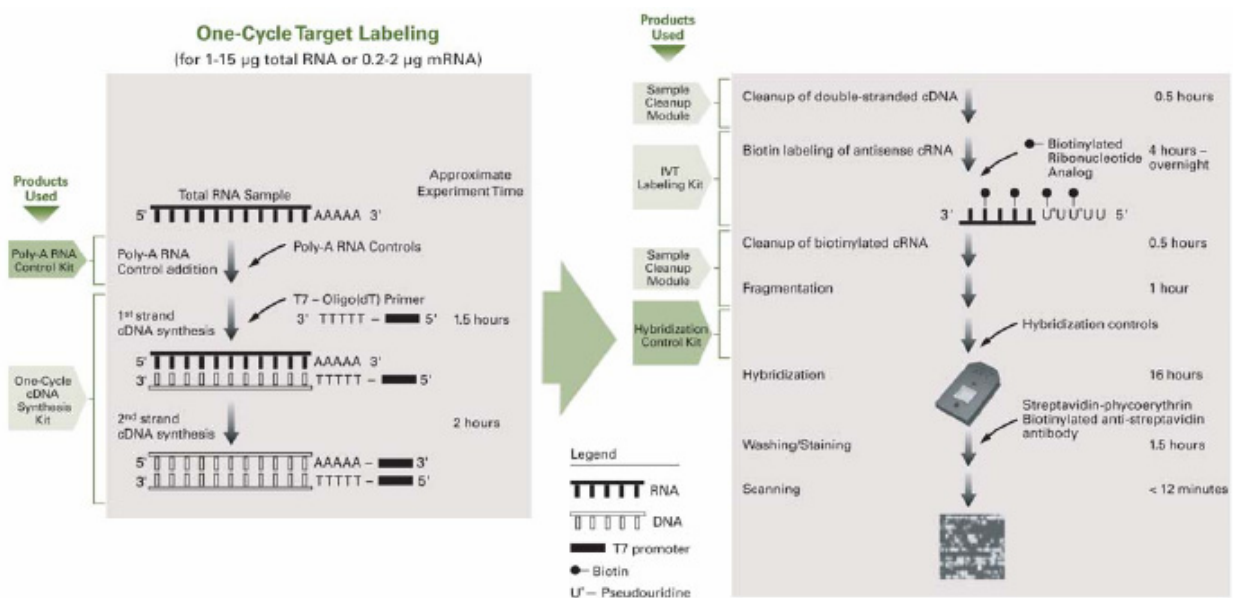 One-Cycle Target Labeling
(for 1-15 µg total RNA or 0.2-2 µg mRNA)
Products
Used
Approximate
Experiment Time
Total RNA Sample
5' AAAAA 3'
Poly-A RNA
Control Kit
Poly-A RNA
Control addition
Poly-A RNA Controls
T7 – Oligo(dT) Primer
3' TTTTT – 5'
1st strand
cDNA synthesis
1.5 hours
5' AAAAA 3'
3' TTTTT – 5'
One-Cycle
cDNA
Synthesis
Kit
2nd strand
cDNA synthesis
2 hours
5' AAAAA – 3'
3' TTTTT – 5'
Legend
RNA
DNA
T7 promoter
Biotin
U*– Pseudouridine
Products
Used
Sample
Cleanup
Module
Cleanup of double-stranded cDNA
0.5 hours
IVT
Labeling Kit
Biotin labeling of antisense cRNA
Biotinylated
Ribonucleotide
Analog
4 hours –
overnight
3' U*U*U*UU 5'
Sample
Cleanup
Module
Cleanup of biotinylated cRNA
0.5 hours
Fragmentation
1 hour
Hybridization
Control Kit
Hybridization controls
Hybridization
16 hours
Streptavidin-phycoerythrin
Biotinylated anti-streptavidin
antibody
Washing/Staining
1.5 hours
Scanning
< 12 minutes